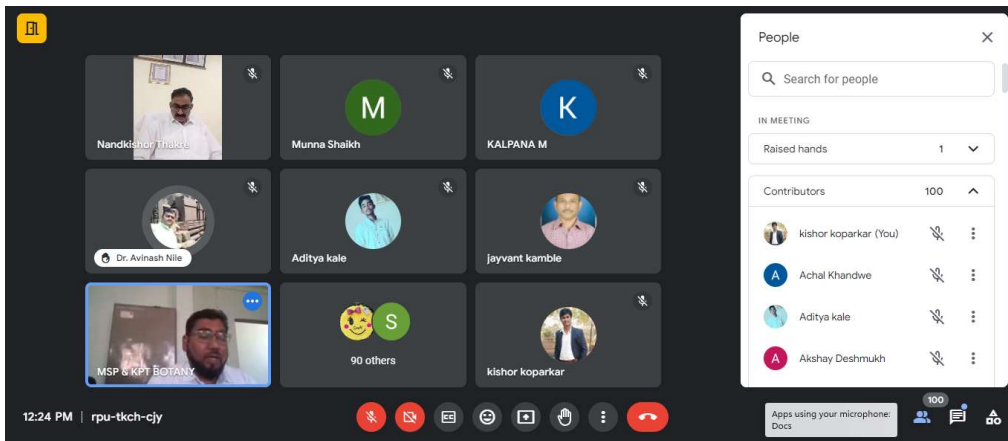 Nandkishor Thakre
M
Munna Shaikh
K
KALPANA M
Dr. Avinash Nile
Aditya kale
jayvant kamble
MSP & KPT BOTANY
S
90 others
kishor koparkar
12:24 PM | rpu-tkch-cjy
CC
People
Search for people
IN MEETING
Raised hands 1
Contributors 100
kishor koparkar (You)
A Achal Khandwe
Aditya kale
A Akshay Deshmukh
Apps using your microphone:
Docs
100